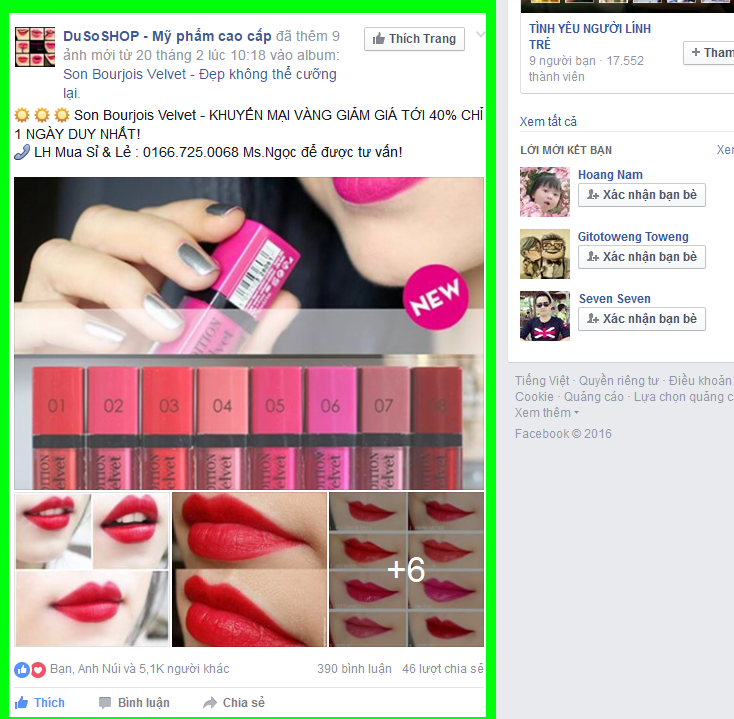 DuSoSHOP - Mỹ phẩm cao cấp đã thêm 9
ảnh mới từ 20 tháng 2 lúc 10:18 vào album:
Son Bourjois Velvet - Đẹp không thể cưỡng
lại.
Thích Trang
Son Bourjois Velvet - KHUYẾN MẠI VÀNG GIẢM GIÁ TỚI 40% CHỈ
1 NGÀY DUY NHẤT!
LH Mua Sỉ & Lẻ : 0166.725.0068 Ms.Ngọc để được tư vấn!
NEW
DITION
Velvet
01 02 03 04 05 06 07 08
+6
Bạn, Anh Núi và 5,1K người khác
390 bình luận 46 lượt chia sẻ
Thích Bình luận Chia sẻ
TÌNH YÊU NGƯỜI LÍNH
TRẺ
9 người bạn · 17.552
thành viên
+ Tham
Xem tất cả
LỜI MỜI KẾT BẠN
Hoang Nam
Xác nhận bạn bè
Gitotoweng Toweng
Xác nhận bạn bè
Seven Seven
Xác nhận bạn bè
Tiếng Việt · Quyền riêng tư · Điều khoản
Cookie · Quảng cáo · Lựa chọn quảng c
Xem thêm
Facebook © 2016